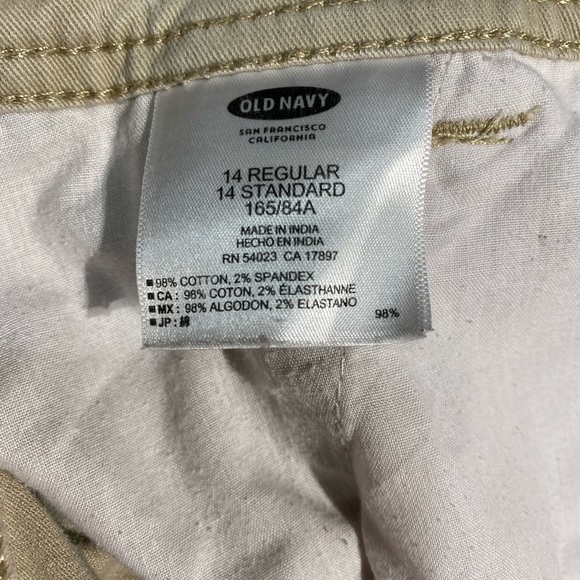 OLD NAVY
SAN FRANCISCO
CALIFORNIA
14 REGULAR
14 STANDARD
165/84A
MADE IN INDIA
HECHO EN INDIA
RN 54023 CA 17897
■98% COTTON, 2% SPANDEX
■CA: 98% COTON, 2% ÉLASTHANNE
■MX: 98% ALGODON, 2% ELASTANO
■JP: 綿 98%